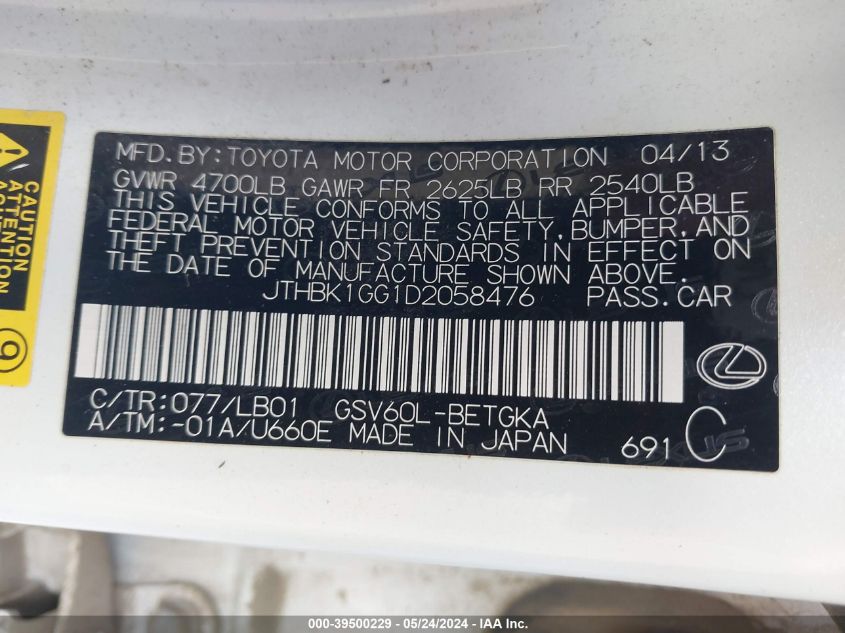 MFD.BY:TOYOTA MOTOR CORPORATION 04/13
GVWR 4700LB GAWR FR 2625LB RR 2540LB
THIS VEHICLE CONFORMS TO ALL APPLICABLE
FEDERAL MOTOR VEHICLE SAFETY,BUMPER,AND
THEFT PREVENTION STANDARDS IN EFFECT ON
THE DATE OF MANUFACTURE SHOWN ABOVE.
JTHBK1GG1D2058476 PASS.CAR
C/TR:077/LB01 GSV60L-BETGKA
A/TM:-01A/U660E MADE IN JAPAN
691 C
CAUTION
ATTENTION
9
000-39500229 - 05/24/2024 - IAA Inc.